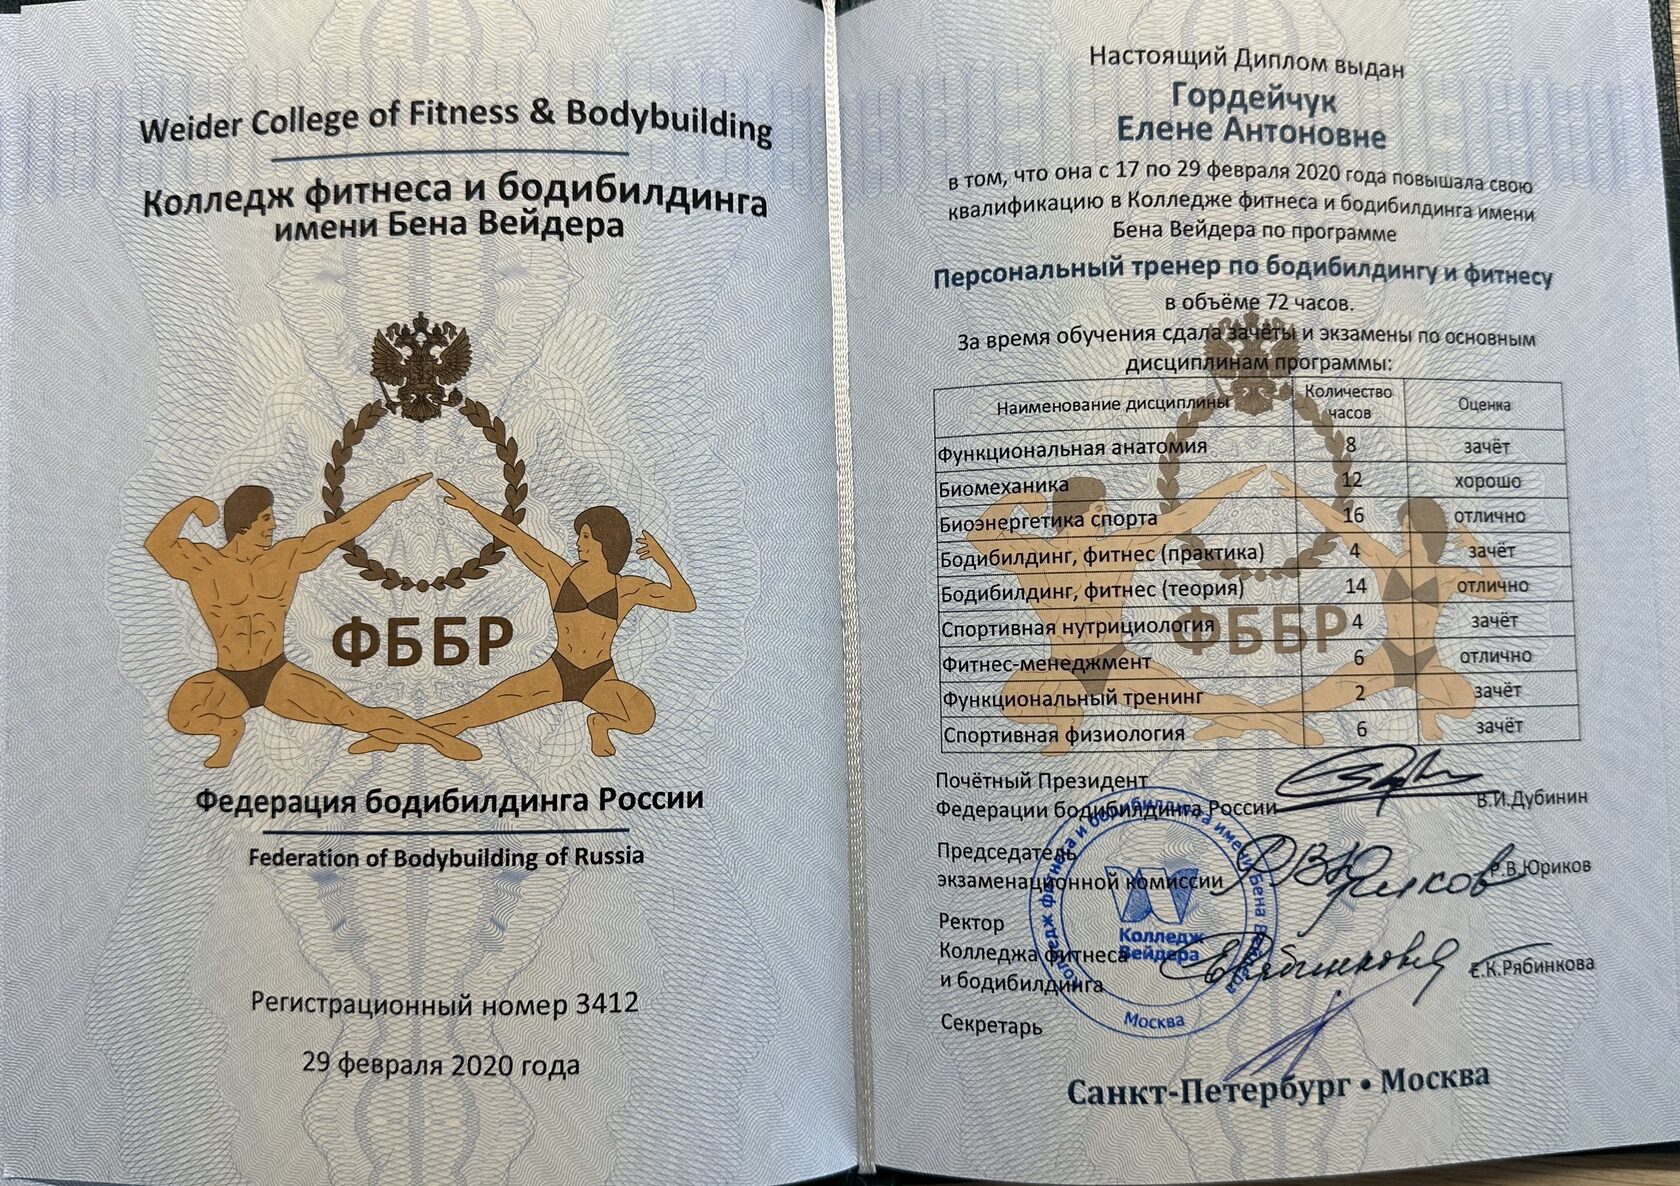 Weider College of Fitness & Bodybuilding
Колледж фитнеса и бодибилдинга
имени Бена Вейдера
ФББР
Федерация бодибилдинга России
Federation of Bodybuilding of Russia
Регистрационный номер 3412
29 февраля 2020 года
Настоящий Диплом выдан
Гордейчук
Елене Антоновне
в том, что она с 17 по 29 февраля 2020 года повышала свою
квалификацию в Колледже фитнеса и бодибилдинга имени
Бена Вейдера по программе
Персональный тренер по бодибилдингу и фитнесу
в объёме 72 часов.
За время обучения сдала зачёты и экзамены по основным
дисциплинам программы:
Наименование дисциплины Количество часов Оценка
Функциональная анатомия 8 зачёт
Биомеханика 12 хорошо
Биоэнергетика спорта 16 отлично
Бодибилдинг, фитнес (практика) 4 зачёт
Бодибилдинг, фитнес (теория) 14 отлично
Спортивная нутрициология 4 зачёт
Фитнес-менеджмент 6 отлично
Функциональный тренинг 2 зачёт
Спортивная физиология 6 зачёт
ФББР
Почётный Президент
Федерации бодибилдинга России В.И.Дубинин
Председатель
экзаменационной комиссии Р.В.Юриков
Ректор
Колледжа фитнеса
и бодибилдинга Е.К.Рябинкова
Секретарь
Колледж фитнеса и бодибилдинга имени Бена Вейдера
Колледж
Вейдера
Москва
Санкт-Петербург • Москва